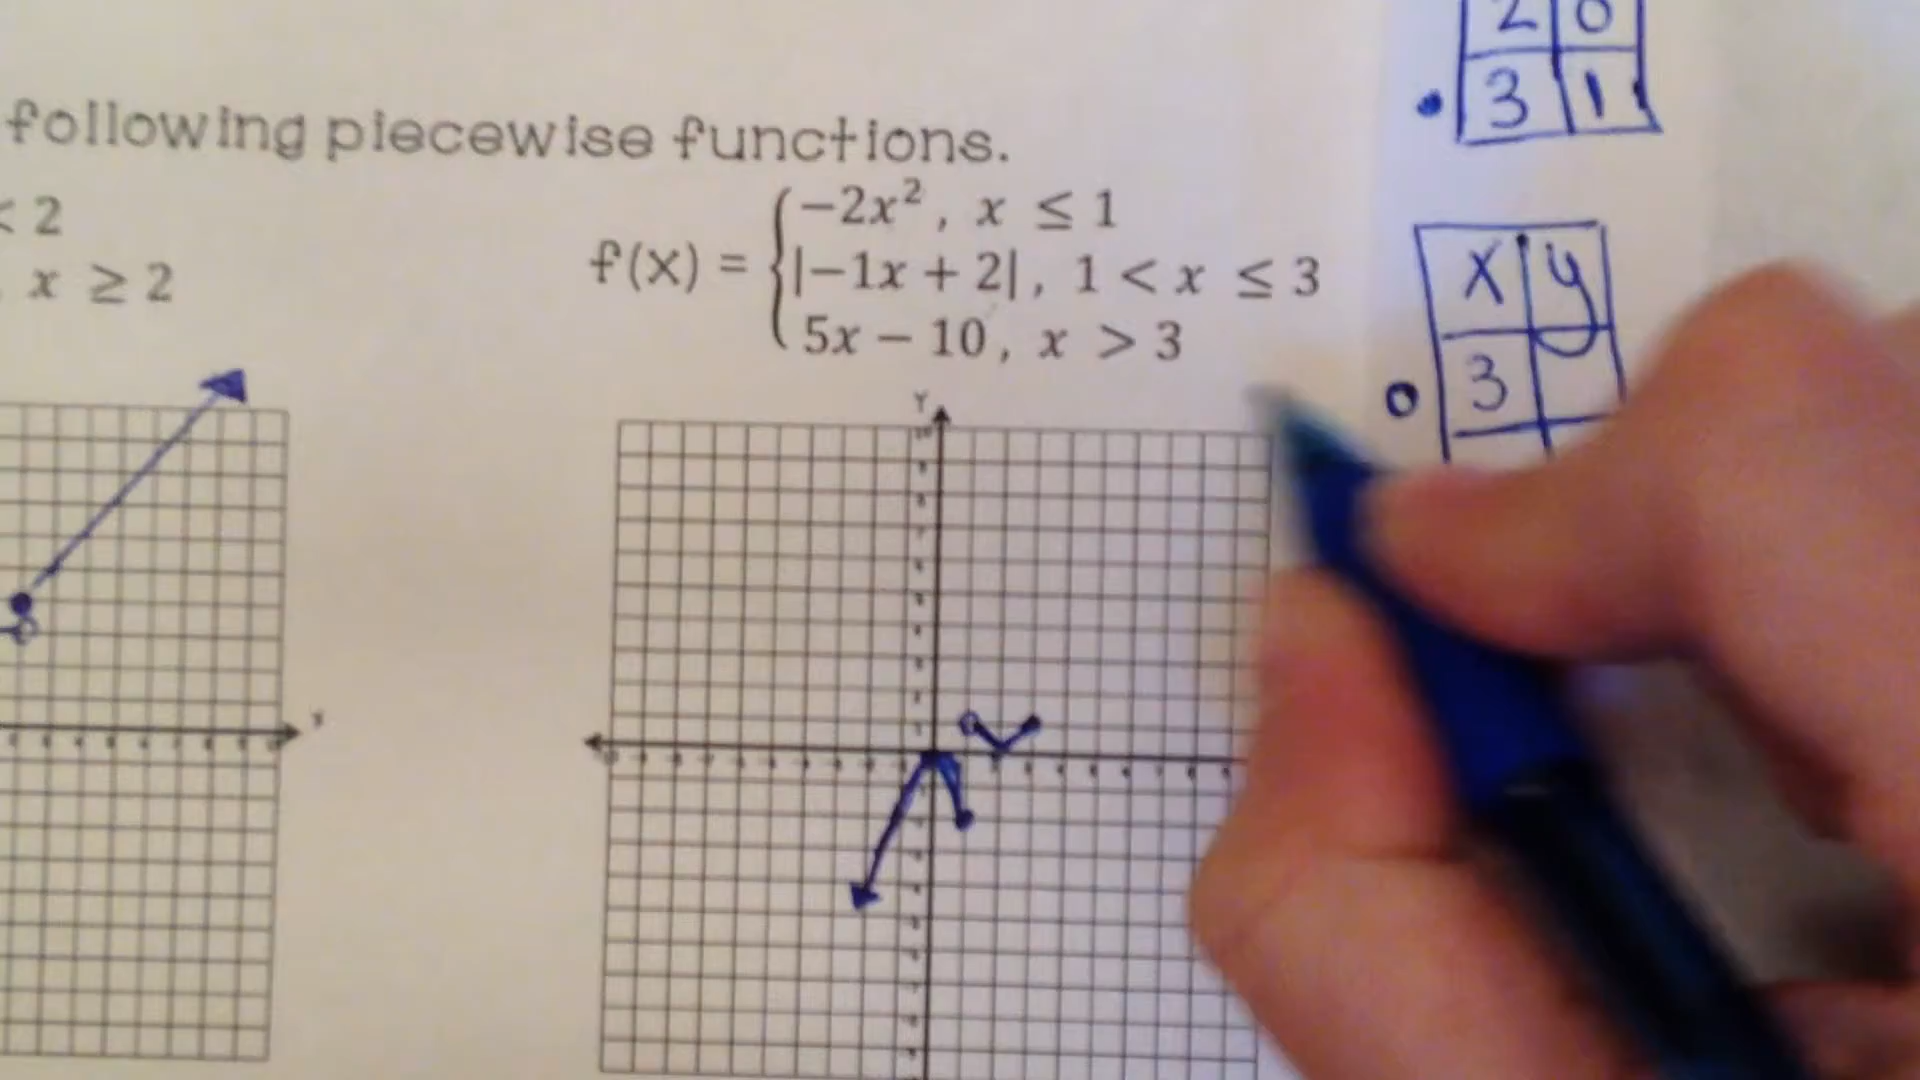 2 0
3 1
following piecewise functions.
< 2
x ≥ 2
f(x) = { −2x², x ≤ 1
|−1x + 2|, 1 < x ≤ 3
5x − 10, x > 3
x y
3
Y